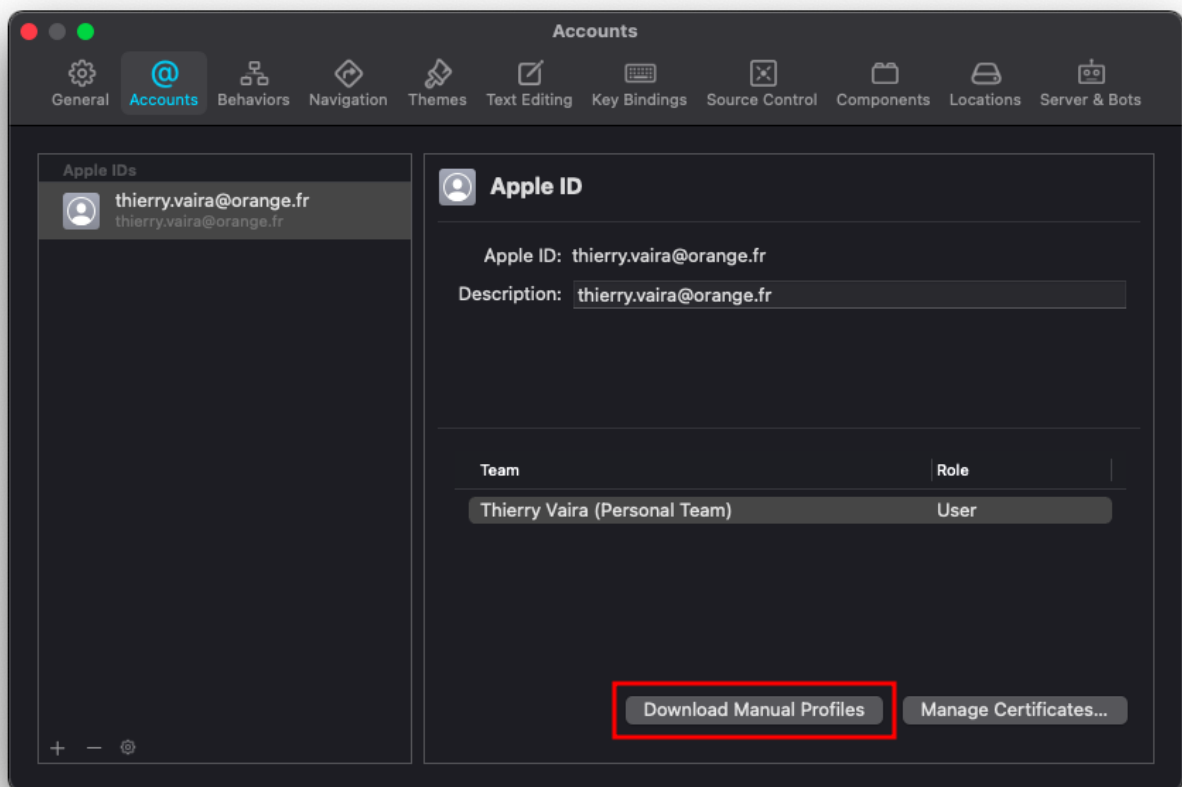 Accounts
General Accounts Behaviors Navigation Themes Text Editing Key Bindings Source Control Components Locations Server & Bots
Apple IDs
thierry.vaira@orange.fr
thierry.vaira@orange.fr
Apple ID
Apple ID: thierry.vaira@orange.fr
Description: thierry.vaira@orange.fr
Team Role
Thierry Vaira (Personal Team) User
Download Manual Profiles Manage Certificates...